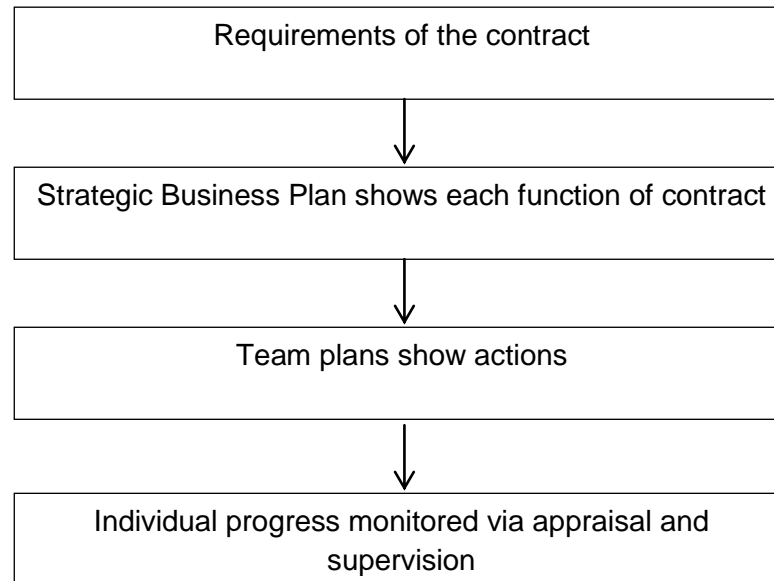 Requirements of the contract
Strategic Business Plan shows each function of contract
Team plans show actions
Individual progress monitored via appraisal and
supervision